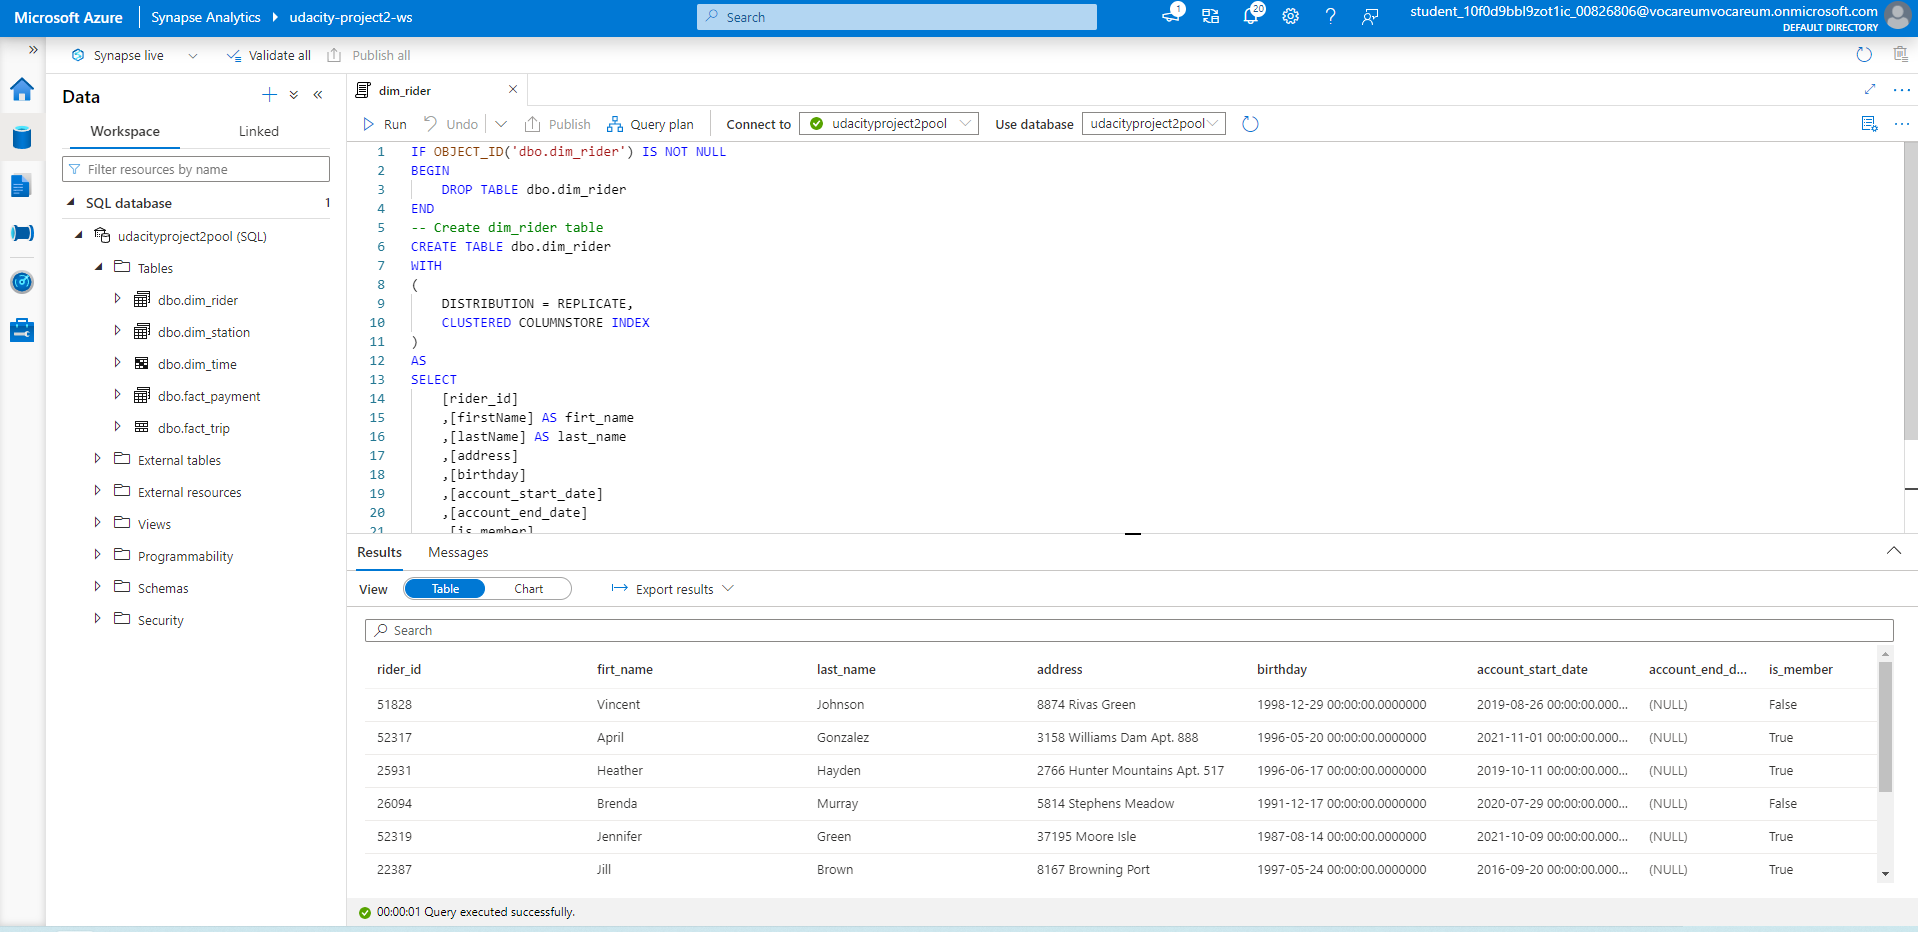 Microsoft Azure Synapse Analytics udacity-project2-ws Search 1 20 student_10f0d9bbl9zot1ic_00826806@vocareumvocareum.onmicrosoft.com
DEFAULT DIRECTORY
Synapse live Validate all Publish all
Data
Workspace Linked
Filter resources by name
SQL database 1
udacityproject2pool (SQL)
Tables
dbo.dim_rider
dbo.dim_station
dbo.dim_time
dbo.fact_payment
dbo.fact_trip
External tables
External resources
Views
Programmability
Schemas
Security
dim_rider
Run Undo Publish Query plan Connect to udacityproject2pool Use database udacityproject2pool
1 IF OBJECT_ID('dbo.dim_rider') IS NOT NULL
2 BEGIN
3 DROP TABLE dbo.dim_rider
4 END
5 -- Create dim_rider table
6 CREATE TABLE dbo.dim_rider
7 WITH
8 (
9 DISTRIBUTION = REPLICATE,
10 CLUSTERED COLUMNSTORE INDEX
11 )
12 AS
13 SELECT
14 [rider_id]
15 ,[firstName] AS firt_name
16 ,[lastName] AS last_name
17 ,[address]
18 ,[birthday]
19 ,[account_start_date]
20 ,[account_end_date]
21 ,[is_member]
Results Messages
View Table Chart Export results
Search
rider_id firt_name last_name address birthday account_start_date account_end_d... is_member
51828 Vincent Johnson 8874 Rivas Green 1998-12-29 00:00:00.0000000 2019-08-26 00:00:00.000... (NULL) False
52317 April Gonzalez 3158 Williams Dam Apt. 888 1996-05-20 00:00:00.0000000 2021-11-01 00:00:00.000... (NULL) True
25931 Heather Hayden 2766 Hunter Mountains Apt. 517 1996-06-17 00:00:00.0000000 2019-10-11 00:00:00.000... (NULL) True
26094 Brenda Murray 5814 Stephens Meadow 1991-12-17 00:00:00.0000000 2020-07-29 00:00:00.000... (NULL) False
52319 Jennifer Green 37195 Moore Isle 1987-08-14 00:00:00.0000000 2021-10-09 00:00:00.000... (NULL) True
22387 Jill Brown 8167 Browning Port 1997-05-24 00:00:00.0000000 2016-09-20 00:00:00.000... (NULL) True
00:00:01 Query executed successfully.